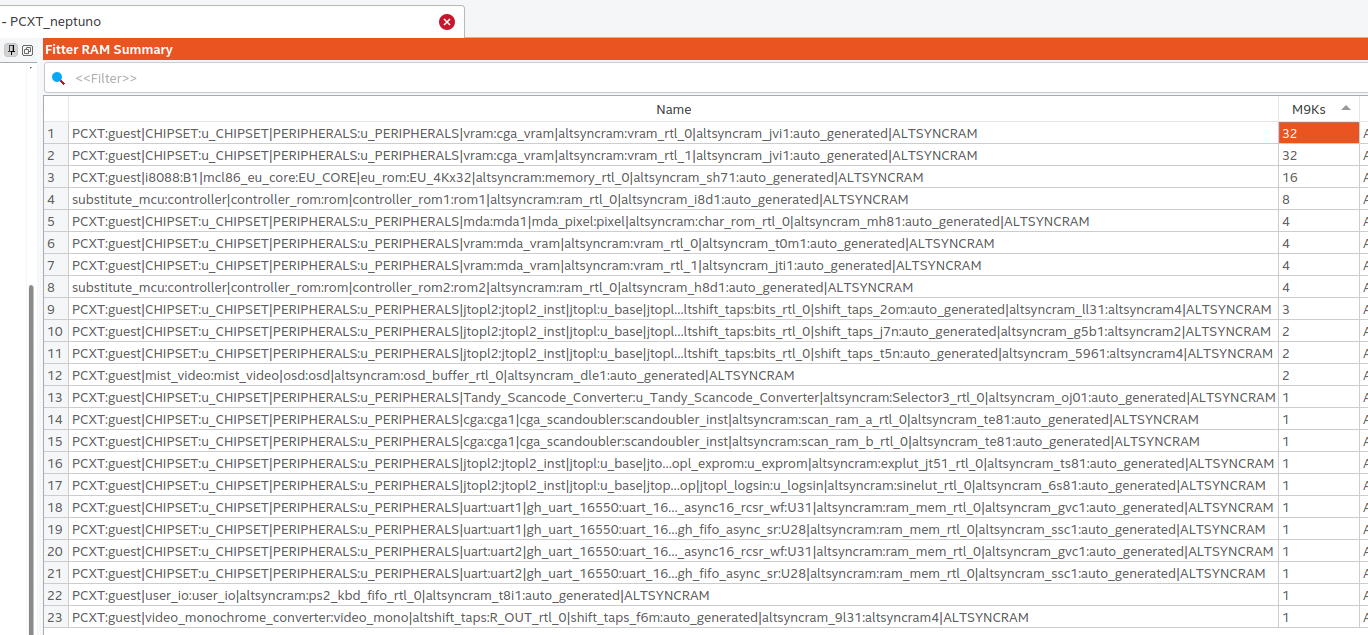 - PCXT_neptuno
Fitter RAM Summary
<<Filter>>
Name M9Ks
1 PCXT:guest|CHIPSET:u_CHIPSET|PERIPHERALS:u_PERIPHERALS|vram:cga_vram|altsyncram:vram_rtl_0|altsyncram_jvi1:auto_generated|ALTSYNCRAM 32
2 PCXT:guest|CHIPSET:u_CHIPSET|PERIPHERALS:u_PERIPHERALS|vram:cga_vram|altsyncram:vram_rtl_1|altsyncram_jvi1:auto_generated|ALTSYNCRAM 32
3 PCXT:guest|i8088:B1|mcl86_eu_core:EU_CORE|eu_rom:EU_4Kx32|altsyncram:memory_rtl_0|altsyncram_sh71:auto_generated|ALTSYNCRAM 16
4 substitute_mcu:controller|controller_rom:rom|controller_rom1:rom1|altsyncram:ram_rtl_0|altsyncram_i8d1:auto_generated|ALTSYNCRAM 8
5 PCXT:guest|CHIPSET:u_CHIPSET|PERIPHERALS:u_PERIPHERALS|mda:mda1|mda_pixel:pixel|altsyncram:char_rom_rtl_0|altsyncram_mh81:auto_generated|ALTSYNCRAM 4
6 PCXT:guest|CHIPSET:u_CHIPSET|PERIPHERALS:u_PERIPHERALS|vram:mda_vram|altsyncram:vram_rtl_0|altsyncram_t0m1:auto_generated|ALTSYNCRAM 4
7 PCXT:guest|CHIPSET:u_CHIPSET|PERIPHERALS:u_PERIPHERALS|vram:mda_vram|altsyncram:vram_rtl_1|altsyncram_jti1:auto_generated|ALTSYNCRAM 4
8 substitute_mcu:controller|controller_rom:rom|controller_rom2:rom2|altsyncram:ram_rtl_0|altsyncram_h8d1:auto_generated|ALTSYNCRAM 4
9 PCXT:guest|CHIPSET:u_CHIPSET|PERIPHERALS:u_PERIPHERALS|jtopl2:jtopl2_inst|jtopl:u_base|jtopl...ltshift_taps:bits_rtl_0|shift_taps_2om:auto_generated|altsyncram_ll31:altsyncram4|ALTSYNCRAM 3
10 PCXT:guest|CHIPSET:u_CHIPSET|PERIPHERALS:u_PERIPHERALS|jtopl2:jtopl2_inst|jtopl:u_base|jtopl...ltshift_taps:bits_rtl_0|shift_taps_j7n:auto_generated|altsyncram_g5b1:altsyncram2|ALTSYNCRAM 2
11 PCXT:guest|CHIPSET:u_CHIPSET|PERIPHERALS:u_PERIPHERALS|jtopl2:jtopl2_inst|jtopl:u_base|jtopl...ltshift_taps:bits_rtl_0|shift_taps_t5n:auto_generated|altsyncram_5961:altsyncram4|ALTSYNCRAM 2
12 PCXT:guest|mist_video:mist_video|osd:osd|altsyncram:osd_buffer_rtl_0|altsyncram_dle1:auto_generated|ALTSYNCRAM 2
13 PCXT:guest|CHIPSET:u_CHIPSET|PERIPHERALS:u_PERIPHERALS|Tandy_Scancode_Converter:u_Tandy_Scancode_Converter|altsyncram:Selector3_rtl_0|altsyncram_oj01:auto_generated|ALTSYNCRAM 1
14 PCXT:guest|CHIPSET:u_CHIPSET|PERIPHERALS:u_PERIPHERALS|cga:cga1|cga_scandoubler:scandoubler_inst|altsyncram:scan_ram_a_rtl_0|altsyncram_te81:auto_generated|ALTSYNCRAM 1
15 PCXT:guest|CHIPSET:u_CHIPSET|PERIPHERALS:u_PERIPHERALS|cga:cga1|cga_scandoubler:scandoubler_inst|altsyncram:scan_ram_b_rtl_0|altsyncram_te81:auto_generated|ALTSYNCRAM 1
16 PCXT:guest|CHIPSET:u_CHIPSET|PERIPHERALS:u_PERIPHERALS|jtopl2:jtopl2_inst|jtopl:u_base|jto...opl_exprom:u_exprom|altsyncram:explut_jt51_rtl_0|altsyncram_ts81:auto_generated|ALTSYNCRAM 1
17 PCXT:guest|CHIPSET:u_CHIPSET|PERIPHERALS:u_PERIPHERALS|jtopl2:jtopl2_inst|jtopl:u_base|jtop...op|jtopl_logsin:u_logsin|altsyncram:sinelut_rtl_0|altsyncram_6s81:auto_generated|ALTSYNCRAM 1
18 PCXT:guest|CHIPSET:u_CHIPSET|PERIPHERALS:u_PERIPHERALS|uart:uart1|gh_uart_16550:uart_16..._async16_rcsr_wf:U31|altsyncram:ram_mem_rtl_0|altsyncram_gvc1:auto_generated|ALTSYNCRAM 1
19 PCXT:guest|CHIPSET:u_CHIPSET|PERIPHERALS:u_PERIPHERALS|uart:uart1|gh_uart_16550:uart_16...gh_fifo_async_sr:U28|altsyncram:ram_mem_rtl_0|altsyncram_ssc1:auto_generated|ALTSYNCRAM 1
20 PCXT:guest|CHIPSET:u_CHIPSET|PERIPHERALS:u_PERIPHERALS|uart:uart2|gh_uart_16550:uart_16..._async16_rcsr_wf:U31|altsyncram:ram_mem_rtl_0|altsyncram_gvc1:auto_generated|ALTSYNCRAM 1
21 PCXT:guest|CHIPSET:u_CHIPSET|PERIPHERALS:u_PERIPHERALS|uart:uart2|gh_uart_16550:uart_16...gh_fifo_async_sr:U28|altsyncram:ram_mem_rtl_0|altsyncram_ssc1:auto_generated|ALTSYNCRAM 1
22 PCXT:guest|user_io:user_io|altsyncram:ps2_kbd_fifo_rtl_0|altsyncram_t8i1:auto_generated|ALTSYNCRAM 1
23 PCXT:guest|video_monochrome_converter:video_mono|altshift_taps:R_OUT_rtl_0|shift_taps_f6m:auto_generated|altsyncram_9l31:altsyncram4|ALTSYNCRAM 1